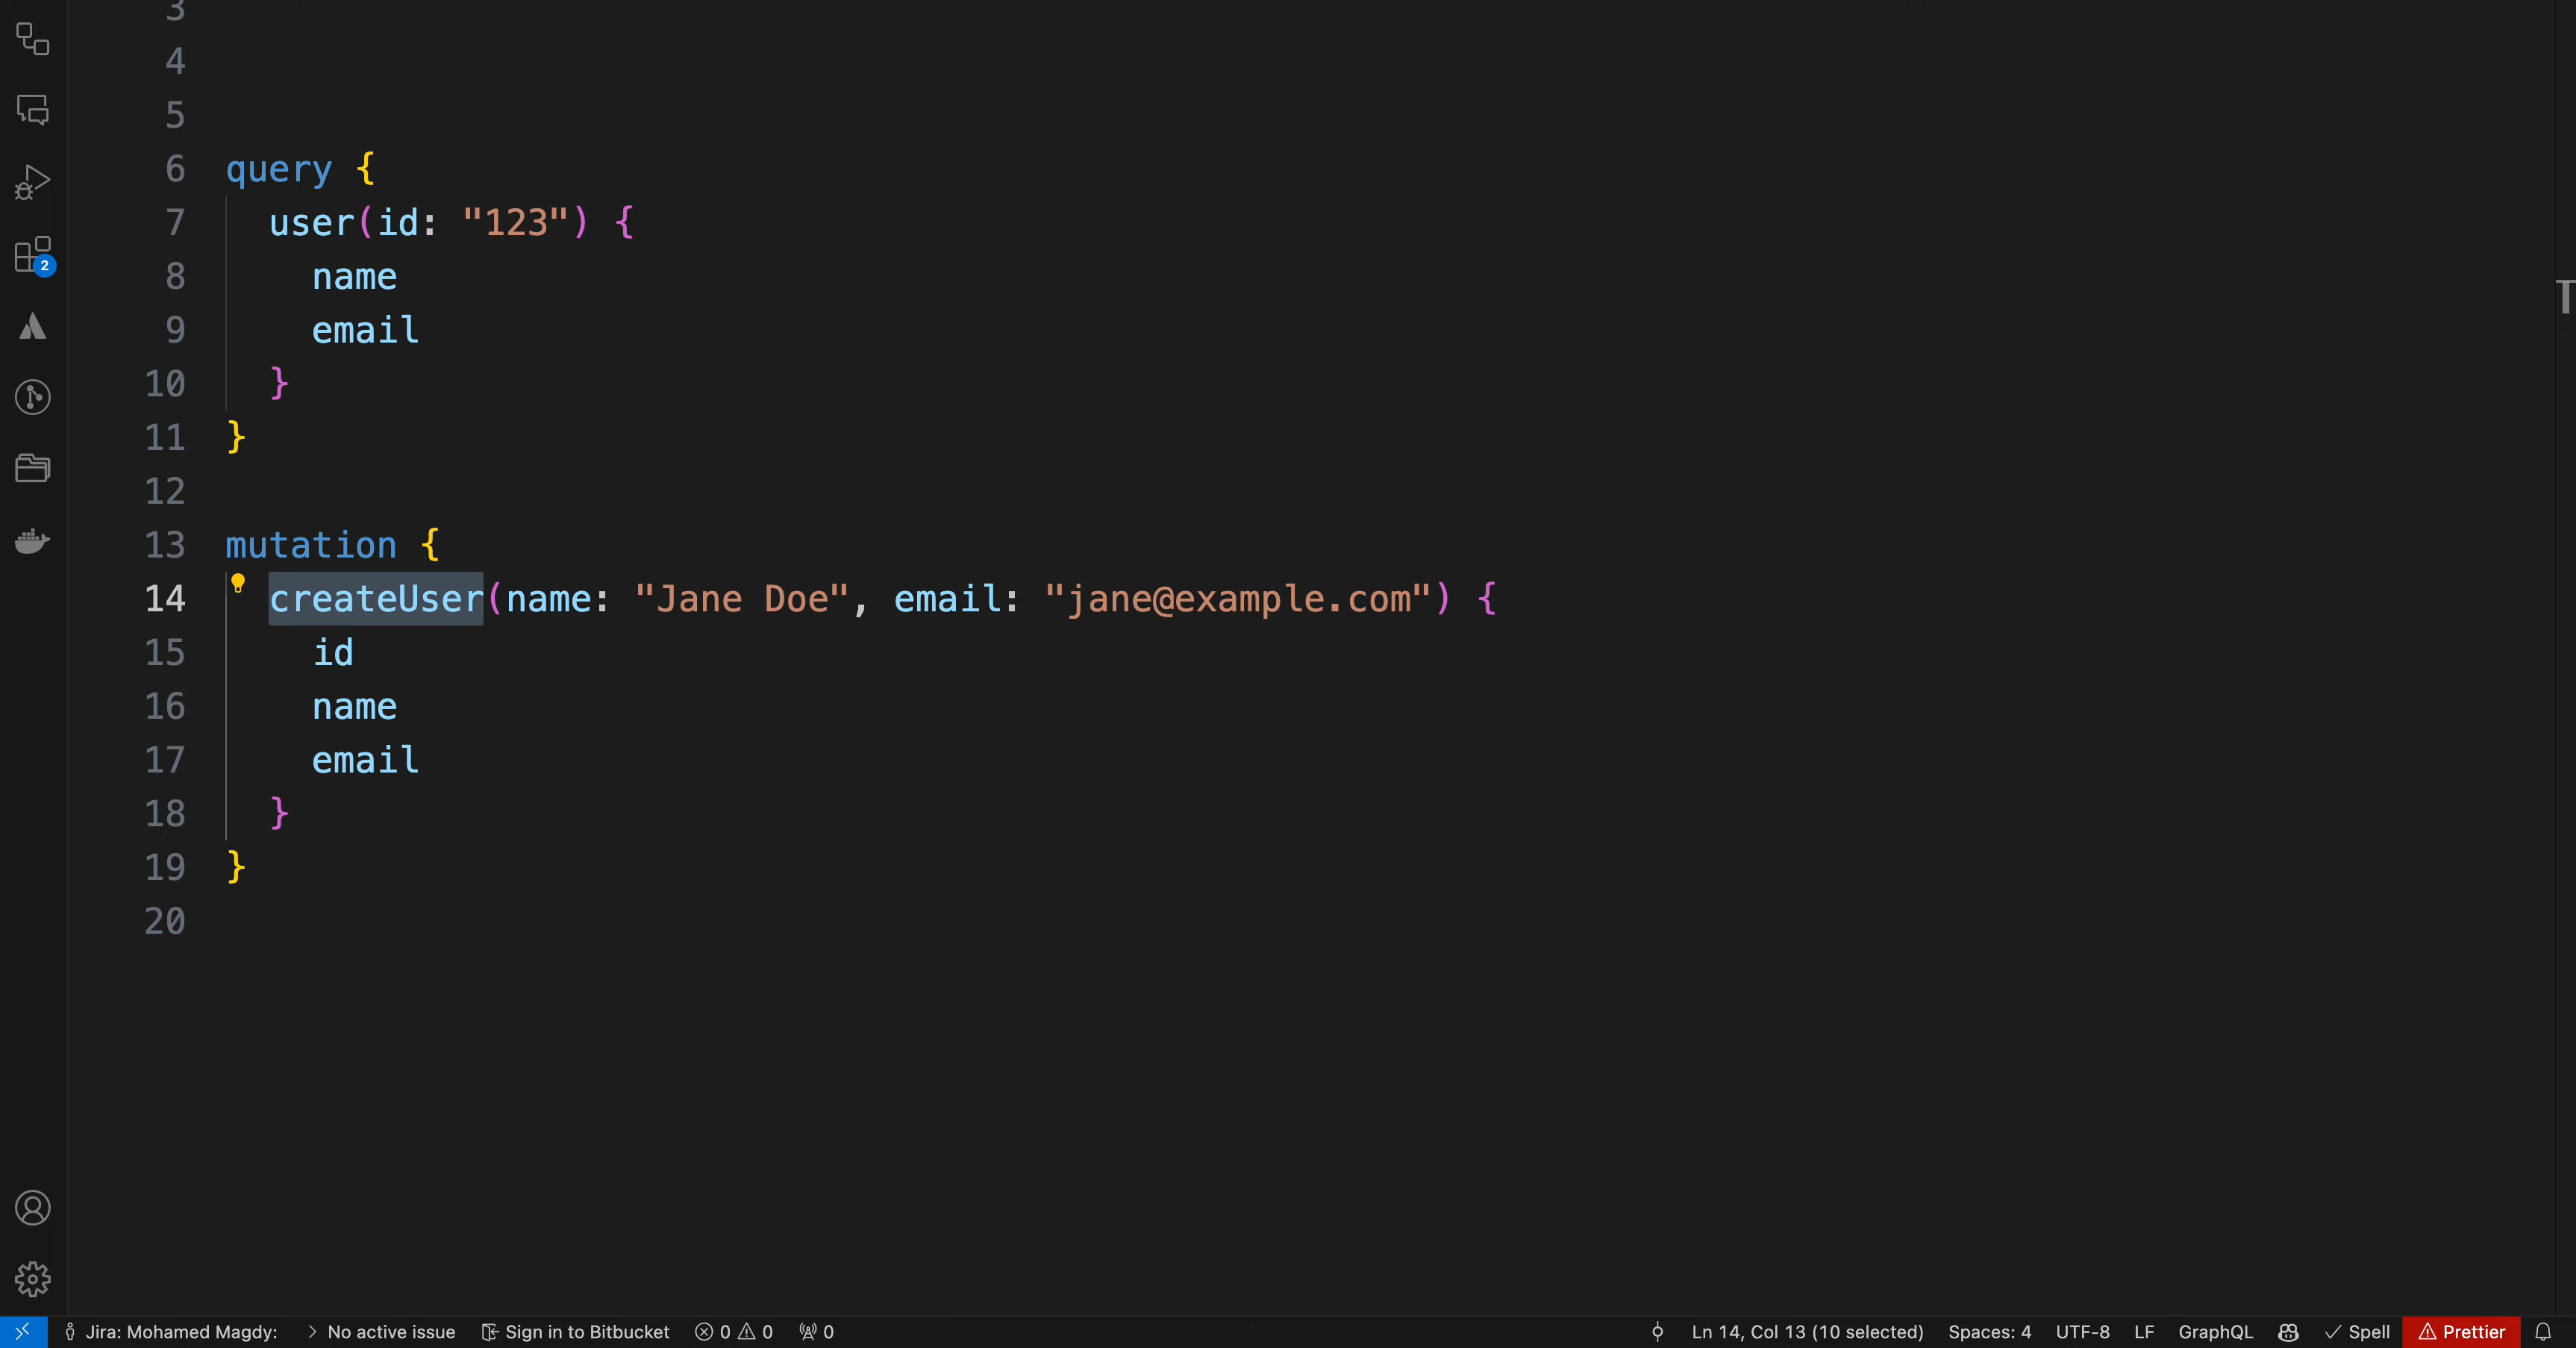 3
4
5
6 query {
7 user(id: "123") {
8 name
9 email
10 }
11 }
12
13 mutation {
14 createUser(name: "Jane Doe", email: "jane@example.com") {
15 id
16 name
17 email
18 }
19 }
20
2
Jira: Mohamed Magdy: > No active issue Sign in to Bitbucket 0 0 0 Ln 14, Col 13 (10 selected) Spaces: 4 UTF-8 LF GraphQL Spell Prettier